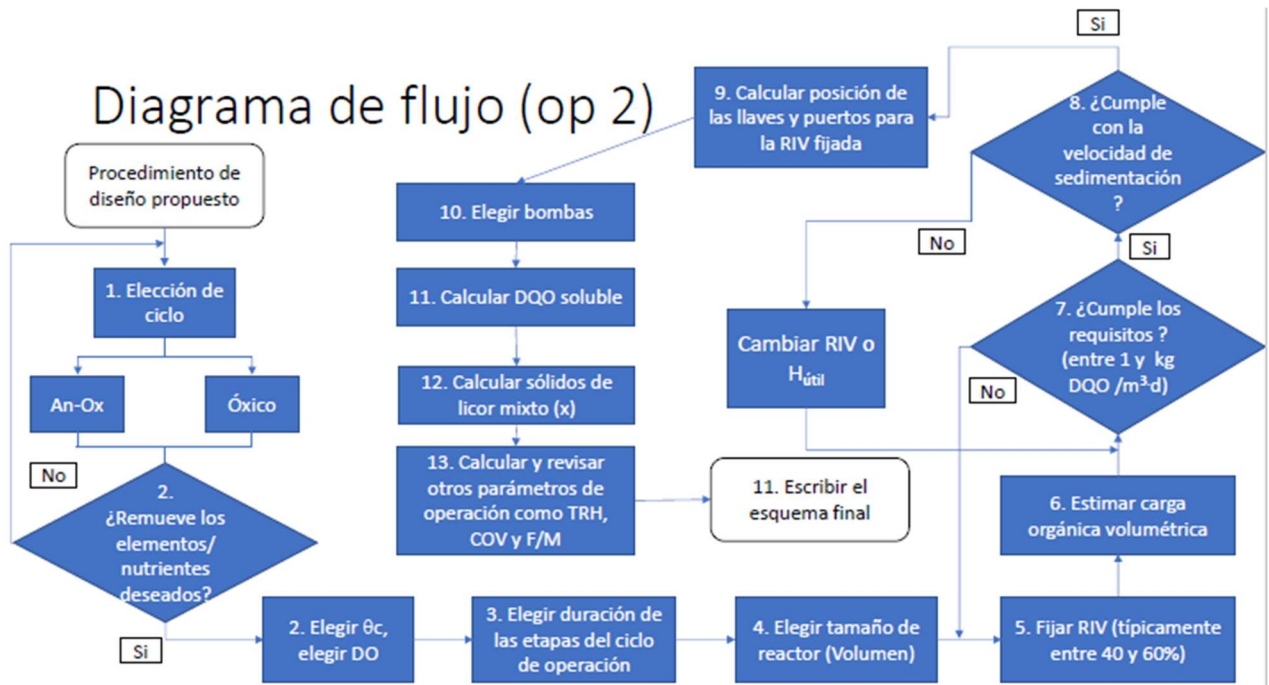 Diagrama de flujo (op 2)
Procedimiento de
diseño propuesto
1. Elección de
ciclo
An-Ox
Óxico
No
2.
¿Remueve los
elementos/
nutrientes
deseados?
Si
2. Elegir θc,
elegir DO
3. Elegir duración de
las etapas del ciclo
de operación
4. Elegir tamaño de
reactor (Volumen)
5. Fijar RIV (típicamente
entre 40 y 60%)
6. Estimar carga
orgánica volumétrica
7. ¿Cumple los
requisitos ?
(entre 1 y  kg
DQO /m³·d)
No
Si
8. ¿Cumple
con la
velocidad de
sedimentación
?
No
Si
Cambiar RIV o
Hútil
9. Calcular posición de
las llaves y puertos para
la RIV fijada
10. Elegir bombas
11. Calcular DQO soluble
12. Calcular sólidos de
licor mixto (x)
13. Calcular y revisar
otros parámetros de
operación como TRH,
COV y F/M
11. Escribir el
esquema final